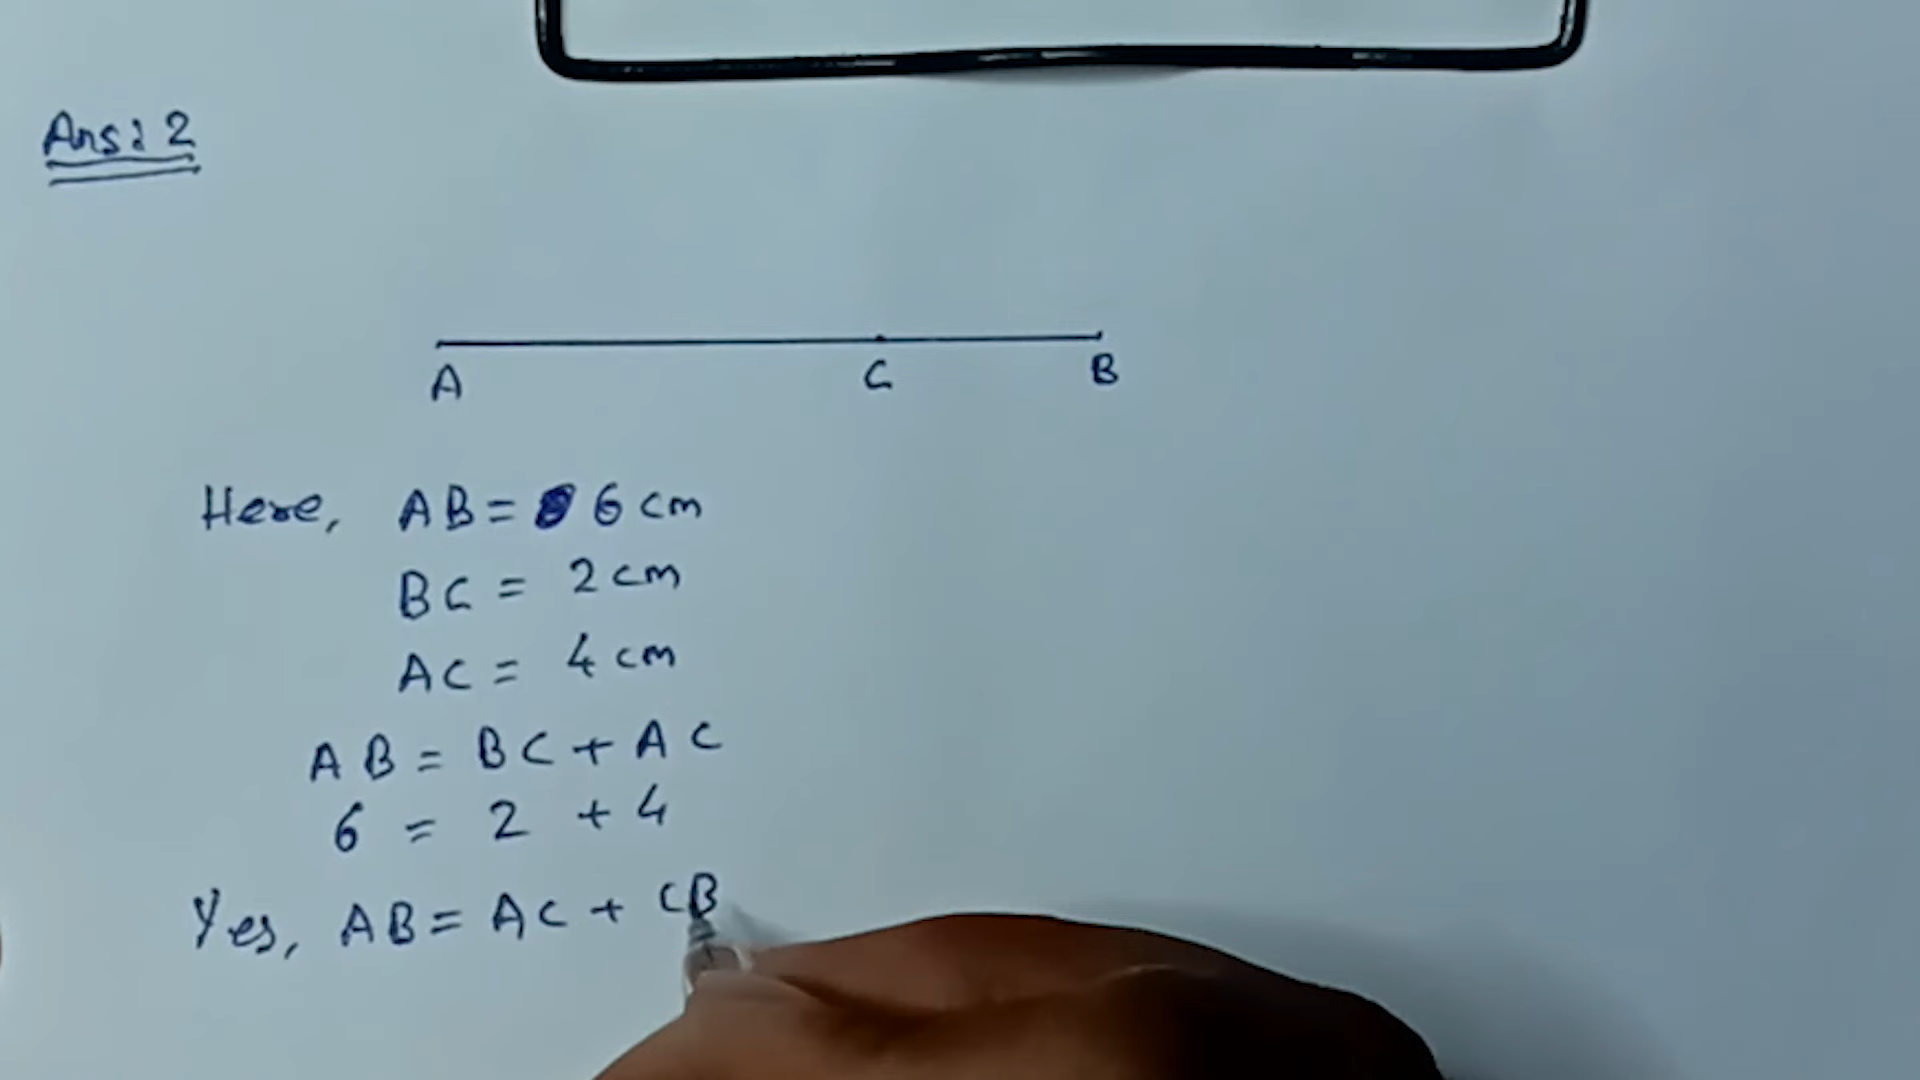 Ans: 2
A C B
Here, AB = 6 cm
BC = 2 cm
AC = 4 cm
AB = BC + AC
6 = 2 + 4
Yes, AB = AC + CB